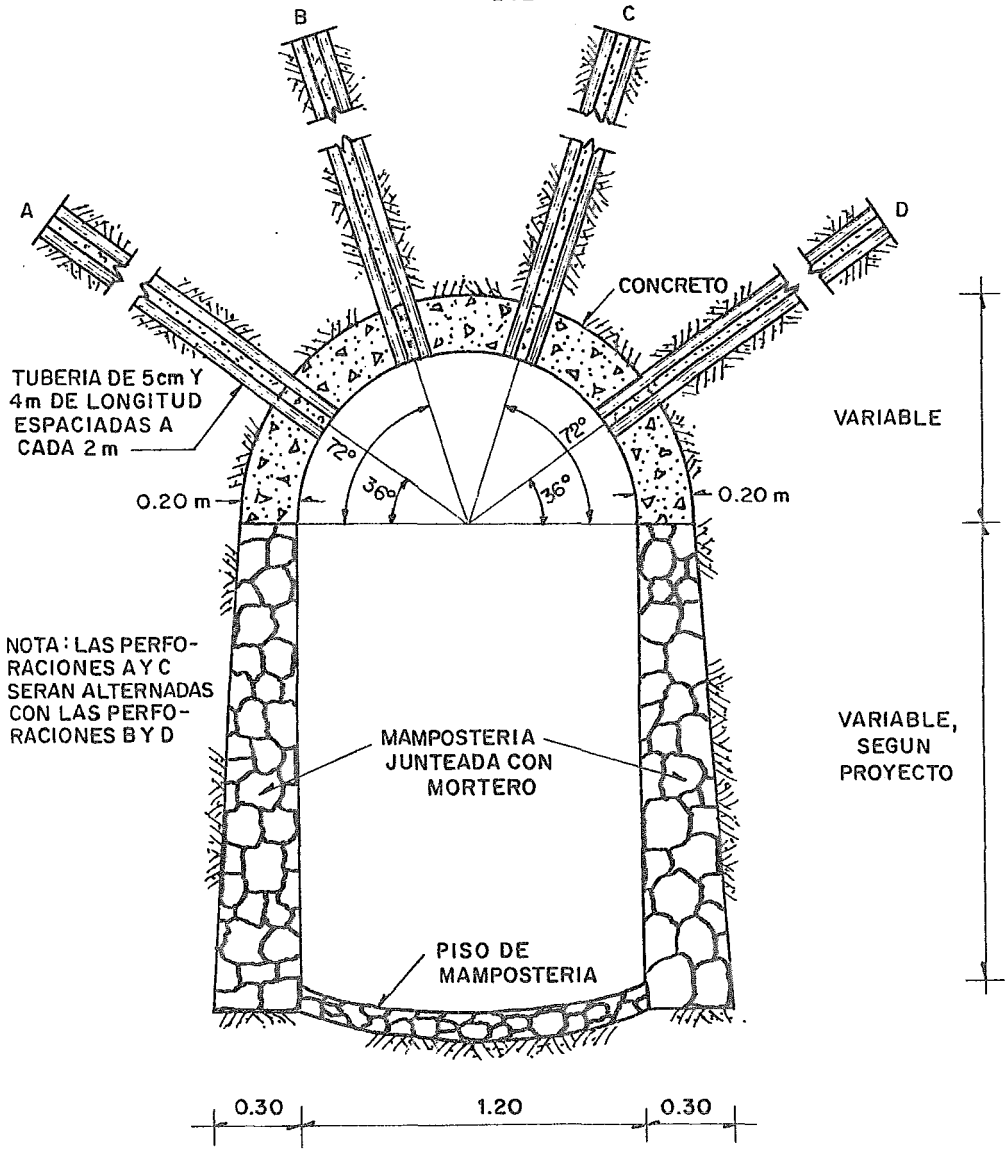 B
C
A
D
CONCRETO
TUBERIA DE 5cm Y
4m DE LONGITUD
ESPACIADAS A
CADA 2 m
VARIABLE
72°
72°
36°
36°
0.20 m
0.20 m
NOTA: LAS PERFO-
RACIONES A Y C
SERAN ALTERNADAS
CON LAS PERFO-
RACIONES B Y D
MAMPOSTERIA
JUNTEADA CON
MORTERO
VARIABLE,
SEGUN
PROYECTO
PISO DE
MAMPOSTERIA
0.30
1.20
0.30